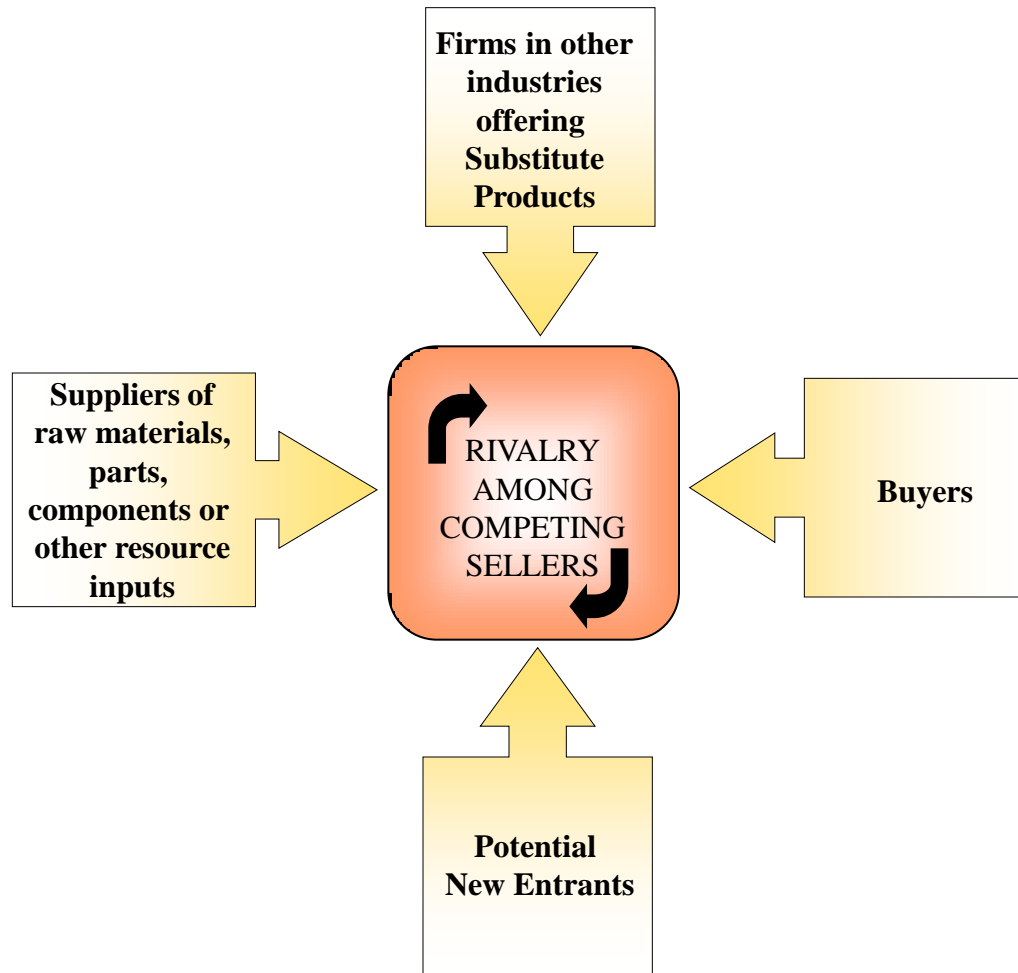 Firms in other
industries
offering
Substitute
Products
Suppliers of
raw materials,
parts,
components or
other resource
inputs
RIVALRY
AMONG
COMPETING
SELLERS
Buyers
Potential
New Entrants